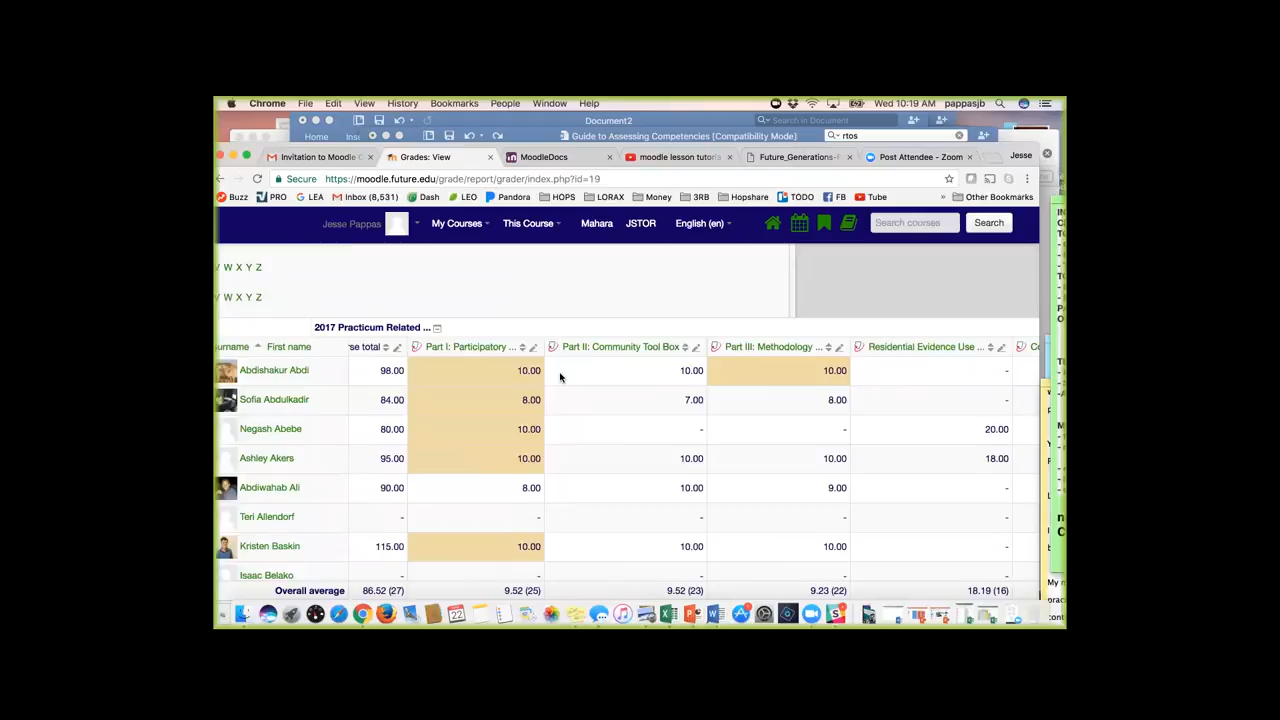 Chrome File Edit View History Bookmarks People Window Help Wed 10:19 AM pappasjb
Document2 Search in Document
Home Guide to Assessing Competencies [Compatibility Mode] rtos
Invitation to Moodle Grades: View MoodleDocs moodle lesson tutori Future_Generations- Post Attendee - Zoom Jesse
Secure https://moodle.future.edu/grade/report/grader/index.php?id=19
Buzz PRO LEA Inbox (8,531) Dash LEO Pandora HOPS LORAX Money 3RB Hopshare TODO FB Tube » Other Bookmarks
Jesse Pappas My Courses This Course Mahara JSTOR English (en) Search courses Search
W X Y Z
W X Y Z
2017 Practicum Related ...
urname First name rse total Part I: Participatory ... Part II: Community Tool Box Part III: Methodology ... Residential Evidence Use ... Co
Abdishakur Abdi 98.00 10.00 10.00 10.00 -
Sofia Abdulkadir 84.00 8.00 7.00 8.00 -
Negash Abebe 80.00 10.00 - - 20.00
Ashley Akers 95.00 10.00 10.00 10.00 18.00
Abdiwahab Ali 90.00 8.00 10.00 9.00 -
Teri Allendorf - - - - -
Kristen Baskin 115.00 10.00 10.00 10.00 -
Isaac Belako - - - - -
Overall average 86.52 (27) 9.52 (25) 9.52 (23) 9.23 (22) 18.19 (16)